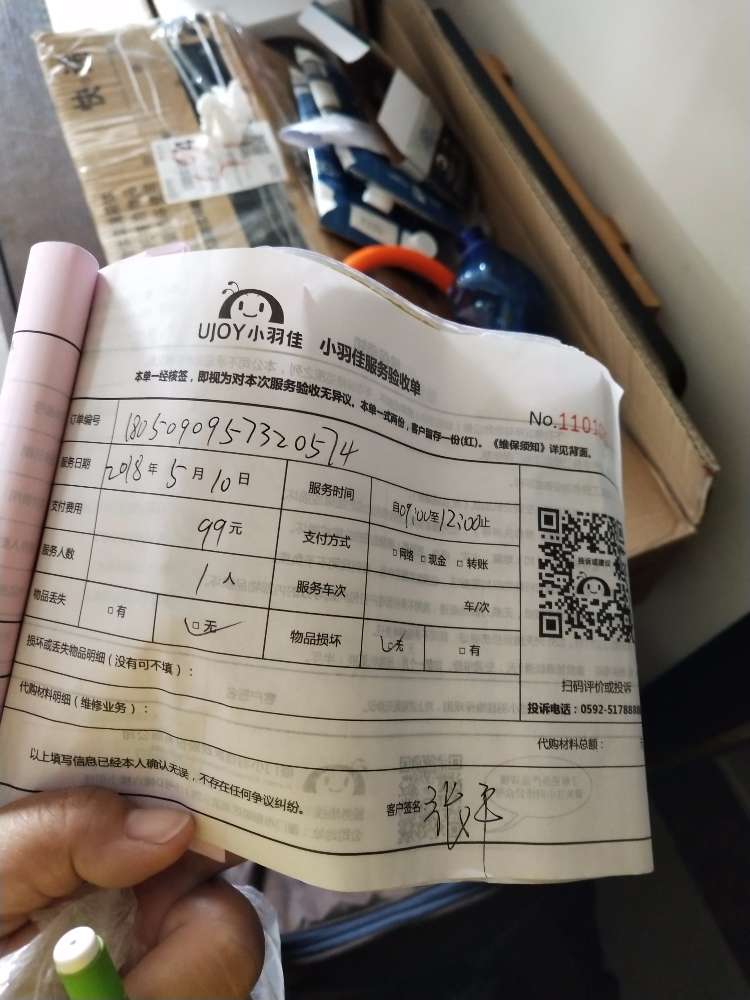 UJOY小羽佳 小羽佳服务验收单
本单一经核签，即视为对本次服务验收无异议。本单一式两份，客户留存一份(红)。《维保须知》详见背面。
No.1101
订单编号 1805090957320574
服务日期 2018年5月10日 服务时间 自09:00至12:00止
支付费用 99元 支付方式 □网络 □现金 □转账
服务人数 1人 服务车次 车/次
物品丢失 □有 □无 物品损坏 □无 □有
损坏或丢失物品明细（没有可不填）：
代购材料明细（维修业务）：
投诉或建议
扫码评价或投诉
投诉电话：0592-5178888
代购材料总额：
以上填写信息已经本人确认无误，不存在任何争议纠纷。
客户签名：张平